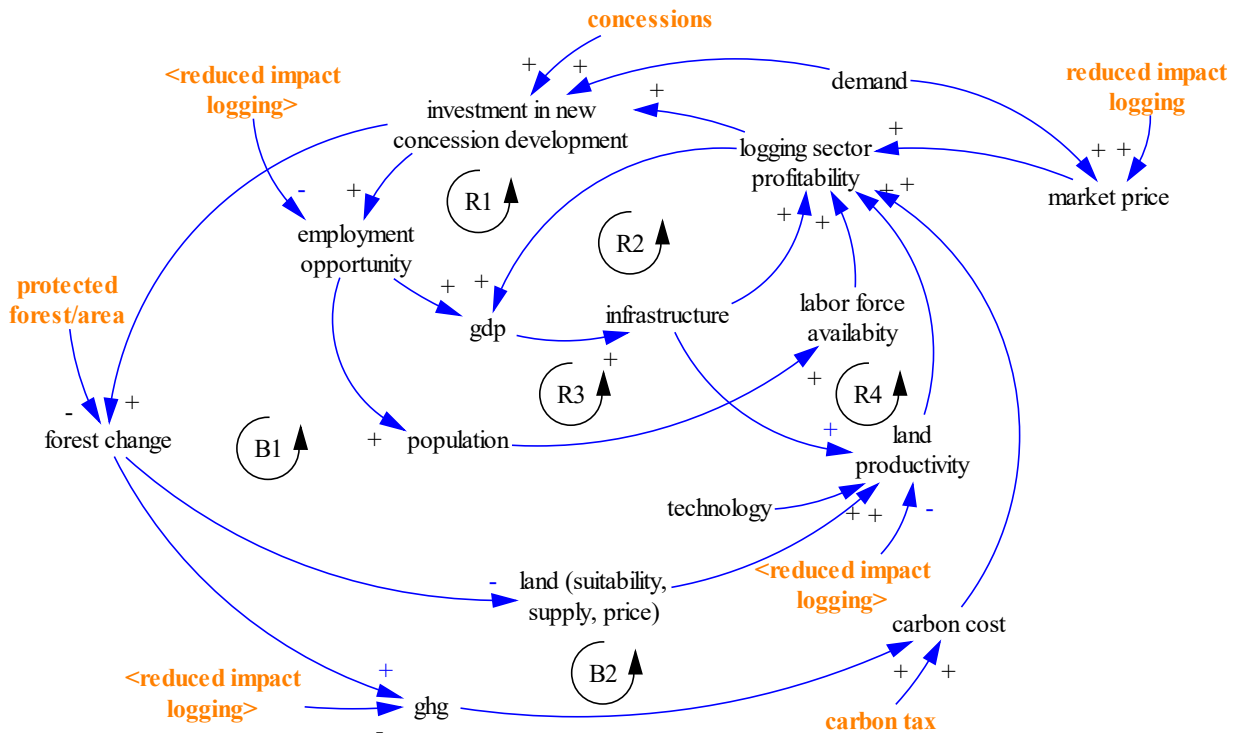 concessions
<reduced impact
logging>
demand
reduced impact
logging
+
+
+
investment in new
concession development
logging sector
profitability
+
+
+
+
market price
-
+
R1
+
+
employment
opportunity
R2
+
+
protected
forest/area
+
+
gdp
infrastructure
labor force
availabity
+
R3
+
R4
-
+
forest change
B1
+
population
+
land
productivity
technology
+
+
-
-
land (suitability,
supply, price)
<reduced impact
logging>
carbon cost
B2
+
+
+
<reduced impact
logging>
ghg
-
carbon tax